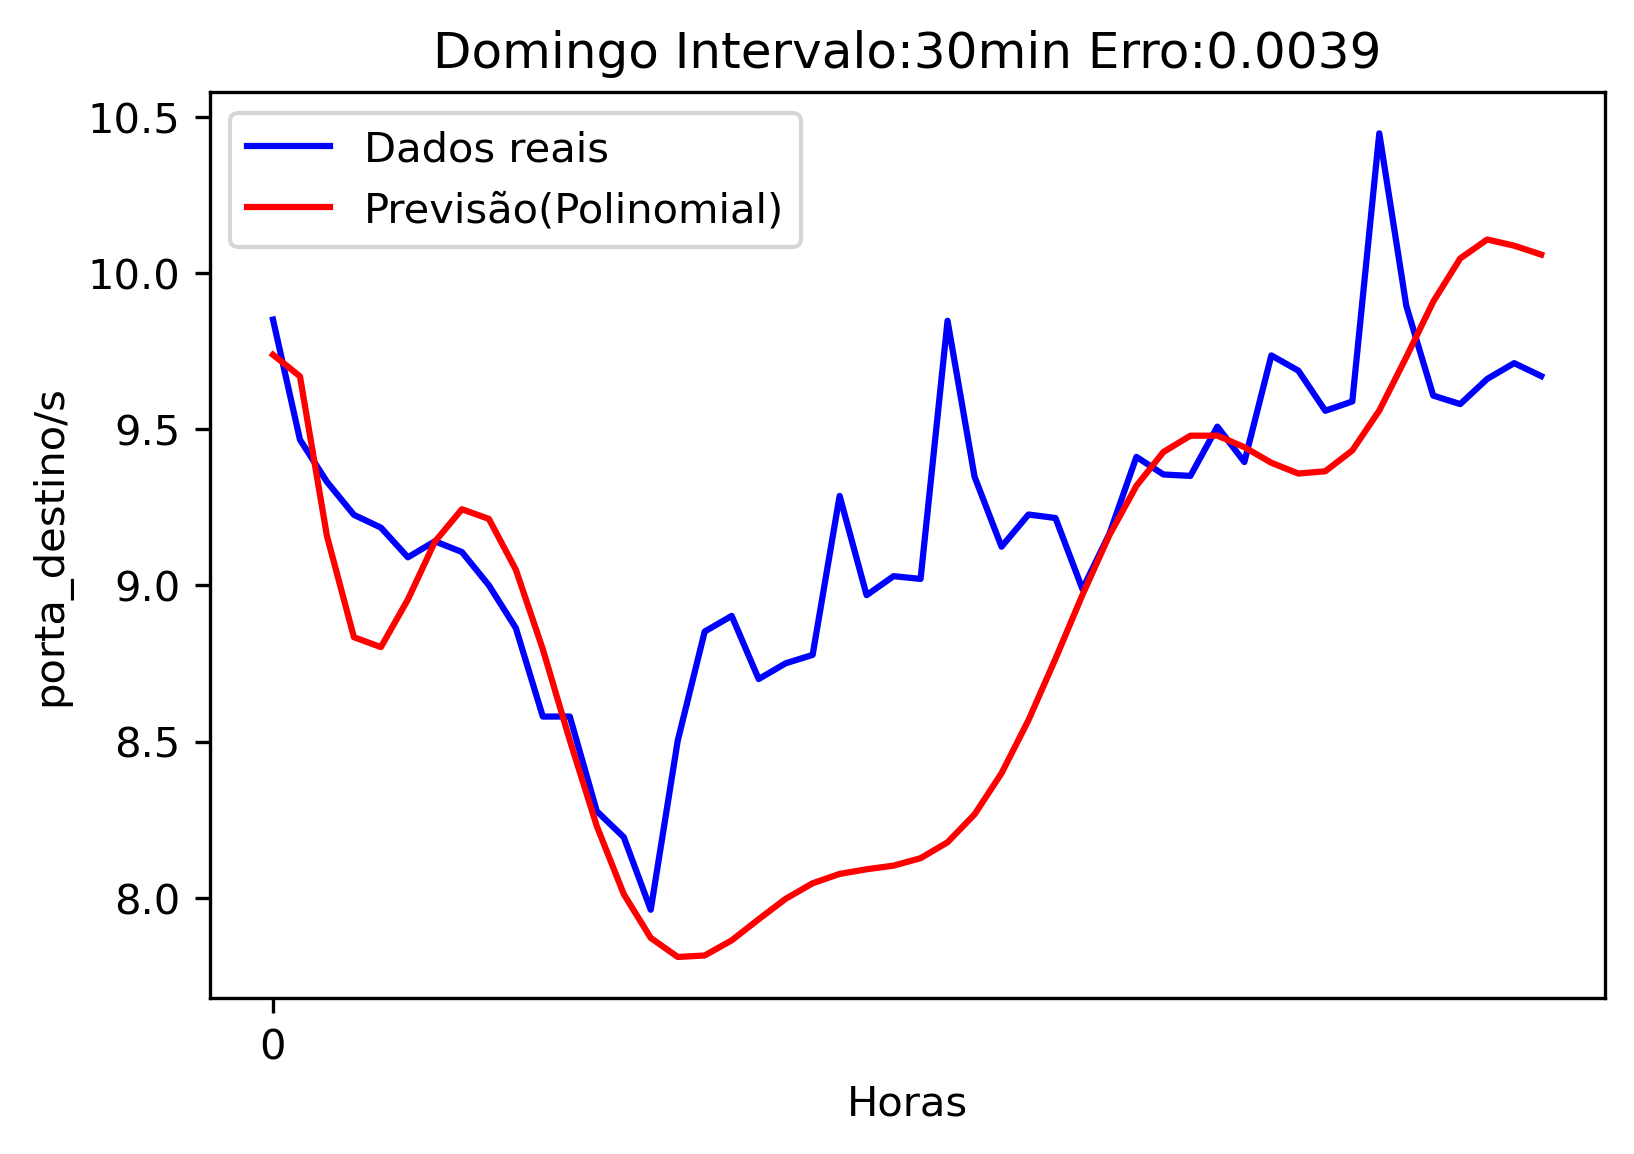 Domingo Intervalo:30min Erro:0.0039
Dados reais
Previsão(Polinomial)
10.5
10.0
9.5
9.0
8.5
8.0
porta_destino/s
0
Horas